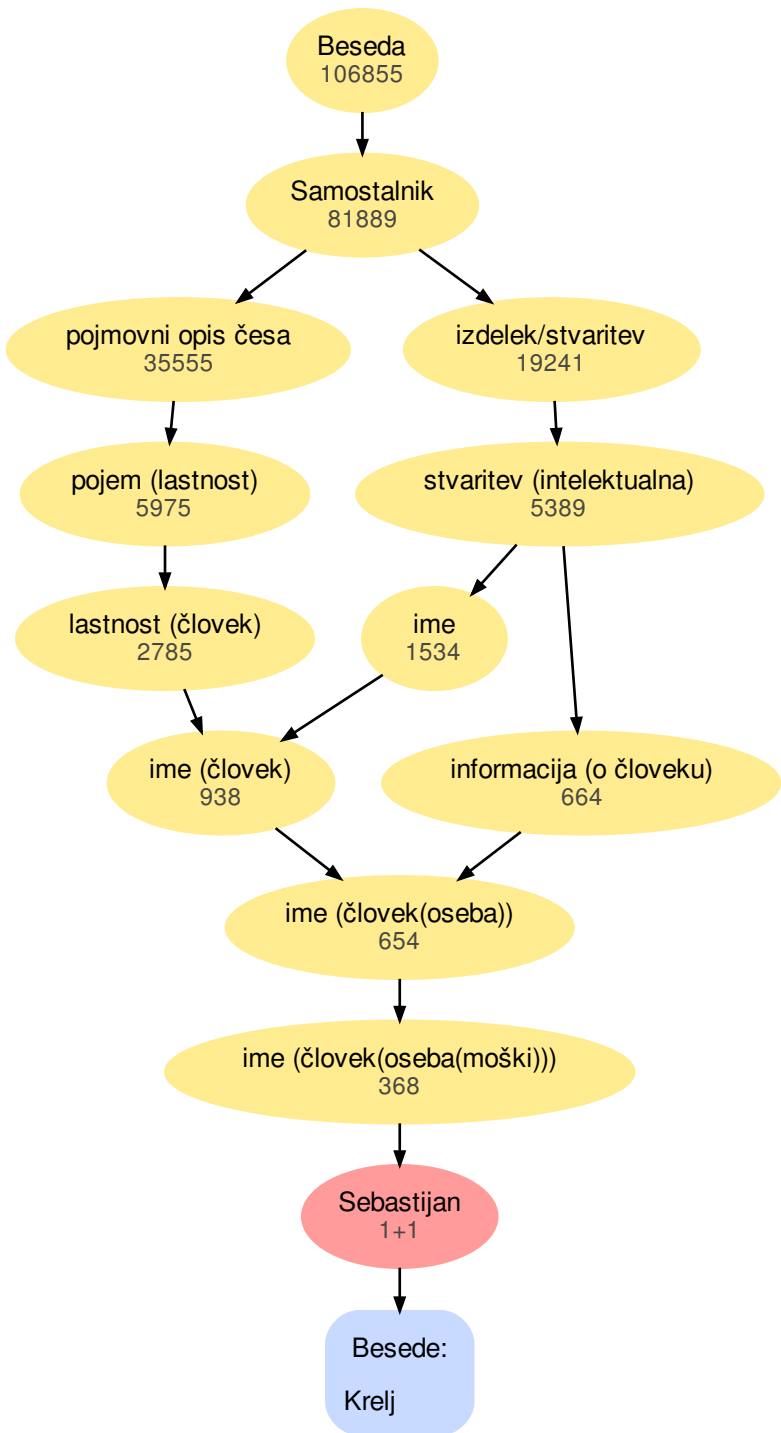 Beseda
106855
Samostalnik
81889
pojmovni opis česa
35555
izdelek/stvaritev
19241
pojem (lastnost)
5975
stvaritev (intelektualna)
5389
lastnost (človek)
2785
ime
1534
ime (človek)
938
informacija (o človeku)
664
ime (človek(oseba))
654
ime (človek(oseba(moški)))
368
Sebastijan
1+1
Besede:
Krelj